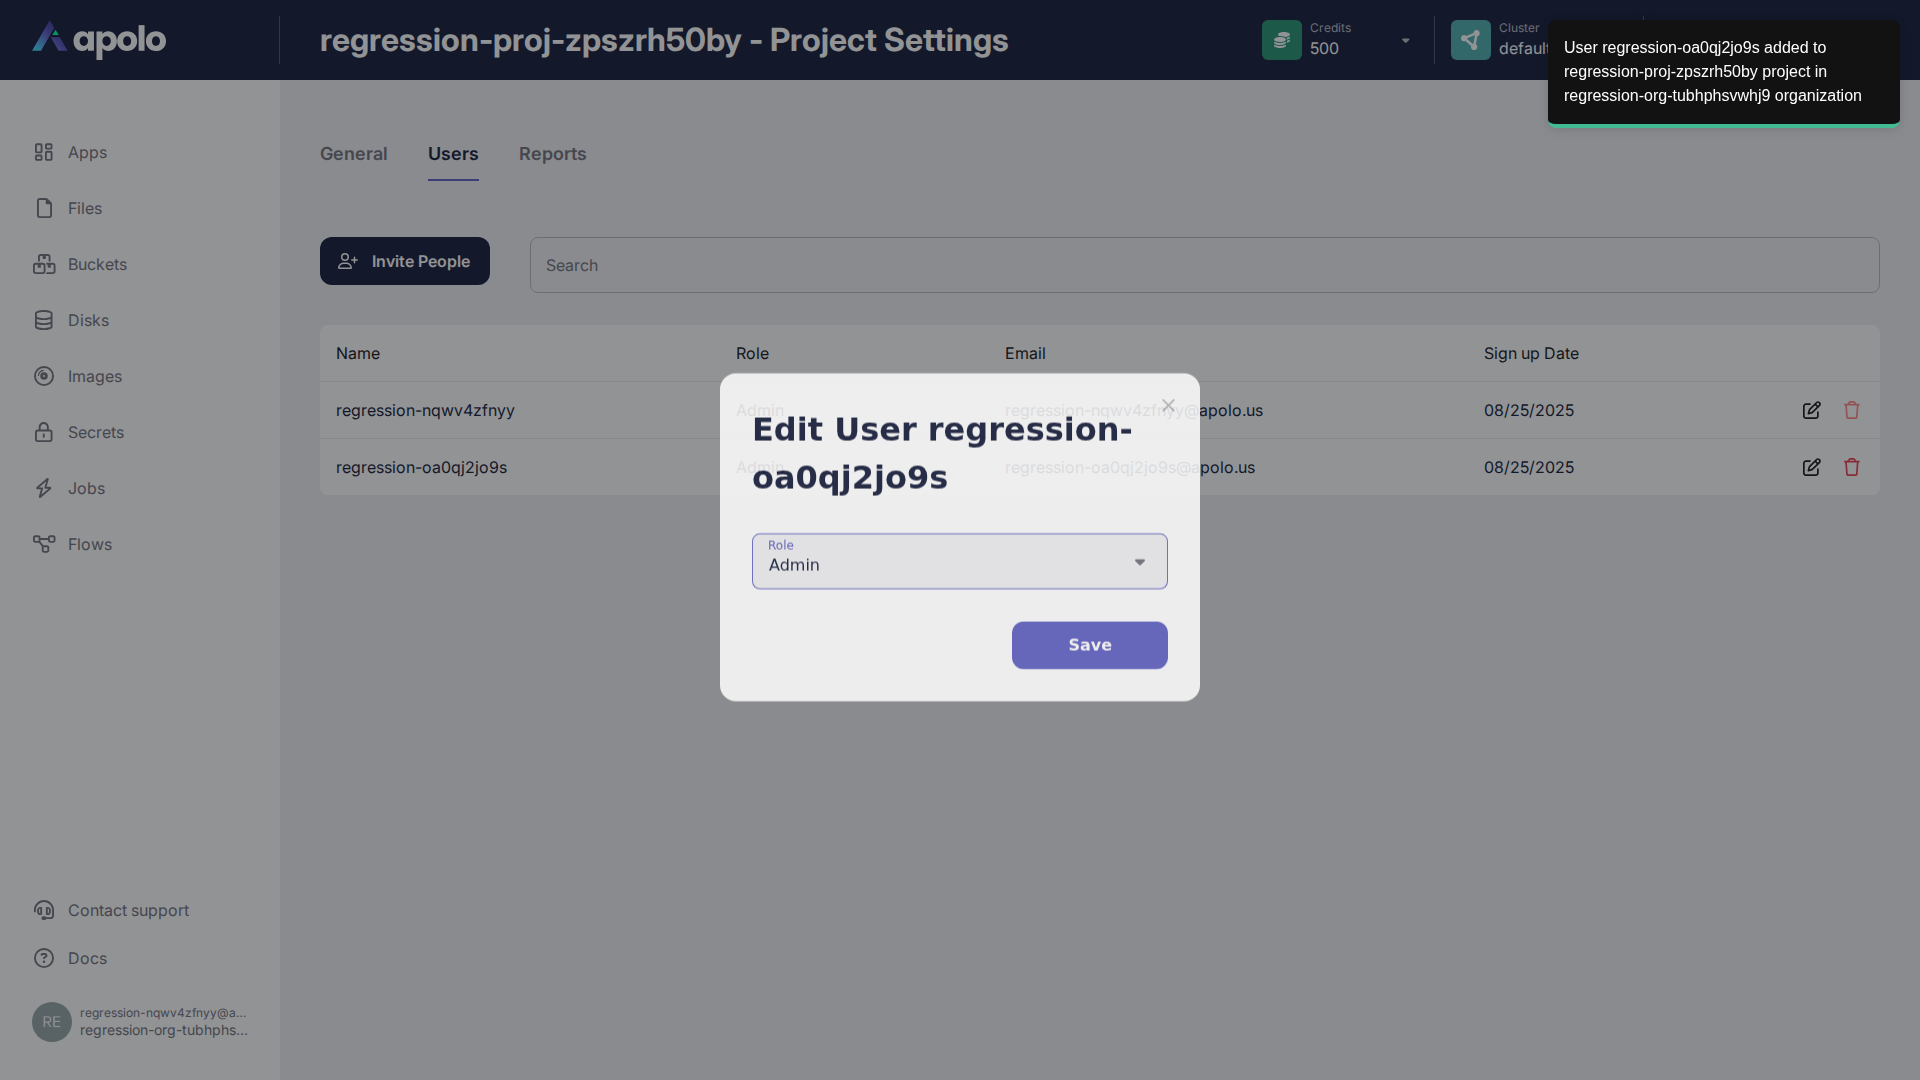 apolo
regression-proj-zpszrh50by - Project Settings
Credits
500
Cluster
default
User regression-oa0qj2jo9s added to
regression-proj-zpszrh50by project in
regression-org-tubhphsvwhj9 organization
Apps
Files
Buckets
Disks
Images
Secrets
Jobs
Flows
General Users Reports
Invite People
Search
Name Role Email Sign up Date
regression-nqwv4zfnyy Admin regression-nqwv4zfnyy@apolo.us 08/25/2025
regression-oa0qj2jo9s Admin regression-oa0qj2jo9s@apolo.us 08/25/2025
Edit User regression-
oa0qj2jo9s
Role
Admin
Save
Contact support
Docs
RE
regression-nqwv4zfnyy@a...
regression-org-tubhphs...